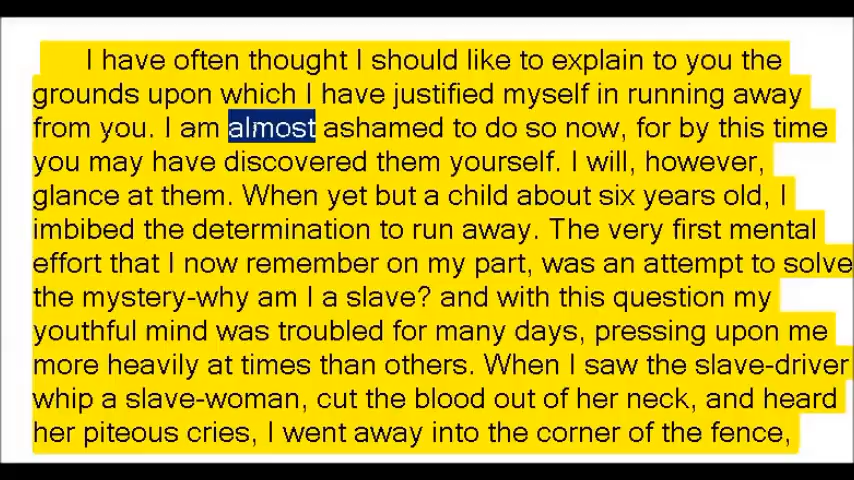 I have often thought I should like to explain to you the
grounds upon which I have justified myself in running away
from you. I am almost ashamed to do so now, for by this time
you may have discovered them yourself. I will, however,
glance at them. When yet but a child about six years old, I
imbibed the determination to run away. The very first mental
effort that I now remember on my part, was an attempt to solve
the mystery-why am I a slave? and with this question my
youthful mind was troubled for many days, pressing upon me
more heavily at times than others. When I saw the slave-driver
whip a slave-woman, cut the blood out of her neck, and heard
her piteous cries, I went away into the corner of the fence,